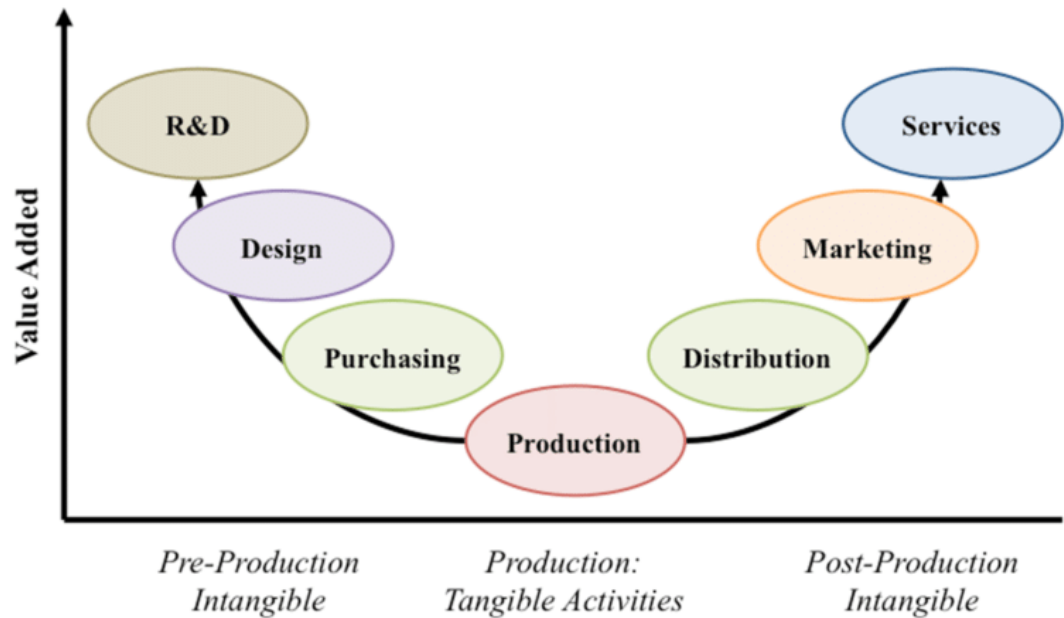 Value Added
R&D
Services
Design
Marketing
Purchasing
Distribution
Production
Pre-Production
Intangible
Production:
Tangible Activities
Post-Production
Intangible